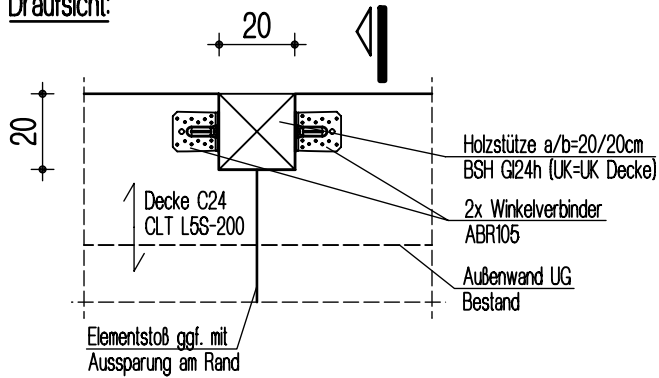 Draufsicht:
20
20
Holzstütze a/b=20/20cm
BSH Gl24h (UK=UK Decke)
Decke C24
CLT L5S-200
2x Winkelverbinder
ABR105
Außenwand UG
Bestand
Elementstoß ggf. mit
Aussparung am Rand